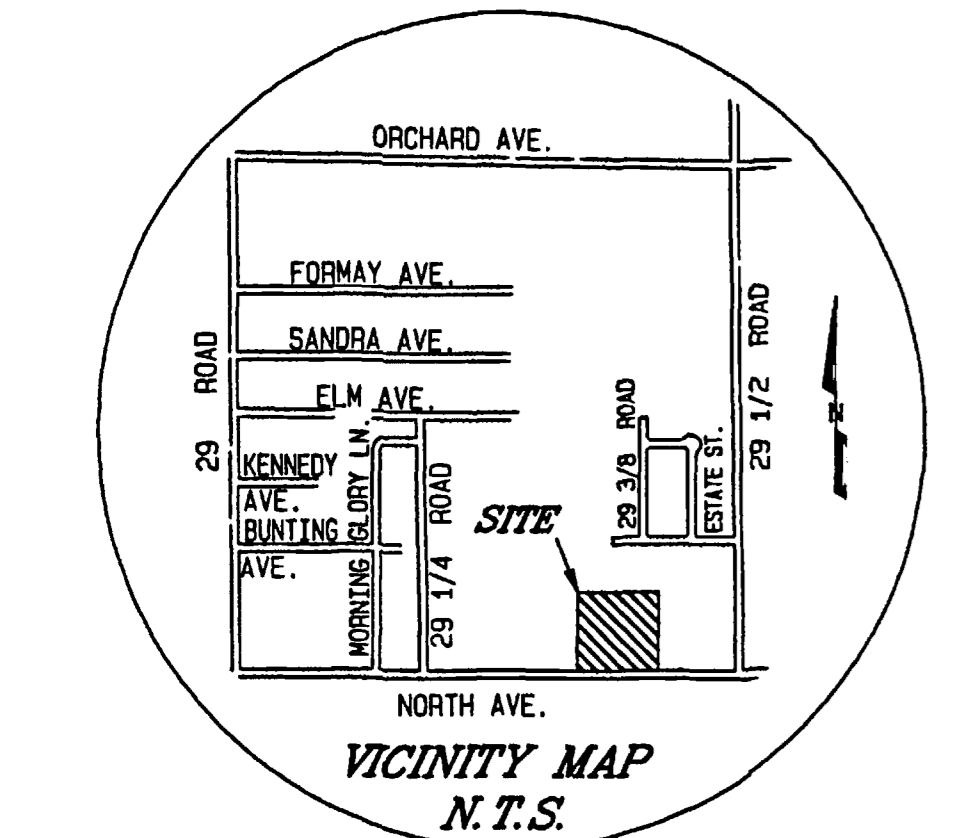 ORCHARD AVE.
FORMAY AVE.
SANDRA AVE.
ELM AVE.
29 ROAD
KENNEDY
AVE.
BUNTING
AVE.
MORNING GLORY LN.
29 1/4 ROAD
SITE
29 3/8 ROAD
ESTATE ST.
29 1/2 ROAD
N
NORTH AVE.
VICINITY MAP
N.T.S.